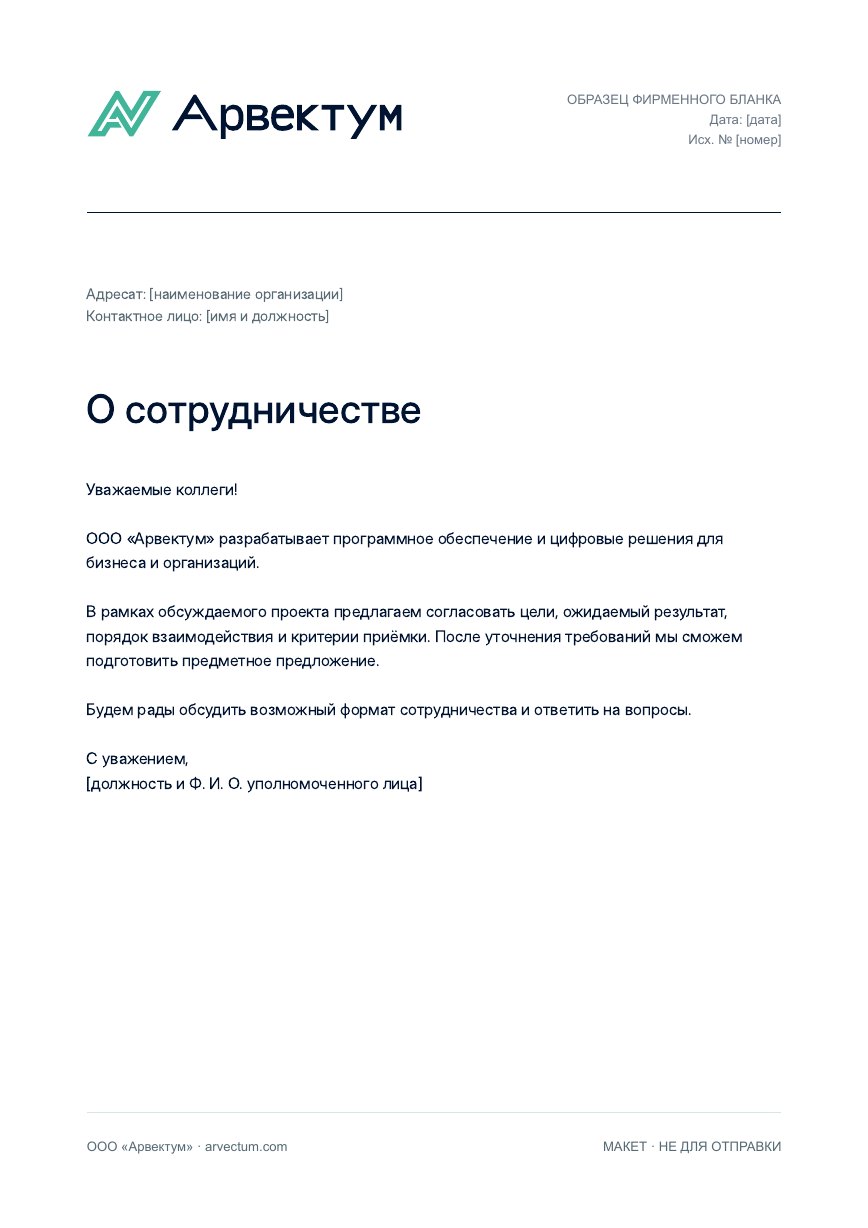 Арвектум
ОБРАЗЕЦ ФИРМЕННОГО БЛАНКА
Дата: [дата]
Исх. № [номер]
Адресат: [наименование организации]
Контактное лицо: [имя и должность]
О сотрудничестве
Уважаемые коллеги!
ООО «Арвектум» разрабатывает программное обеспечение и цифровые решения для
бизнеса и организаций.
В рамках обсуждаемого проекта предлагаем согласовать цели, ожидаемый результат,
порядок взаимодействия и критерии приёмки. После уточнения требований мы сможем
подготовить предметное предложение.
Будем рады обсудить возможный формат сотрудничества и ответить на вопросы.
С уважением,
[должность и Ф. И. О. уполномоченного лица]
ООО «Арвектум» · arvectum.com
МАКЕТ · НЕ ДЛЯ ОТПРАВКИ